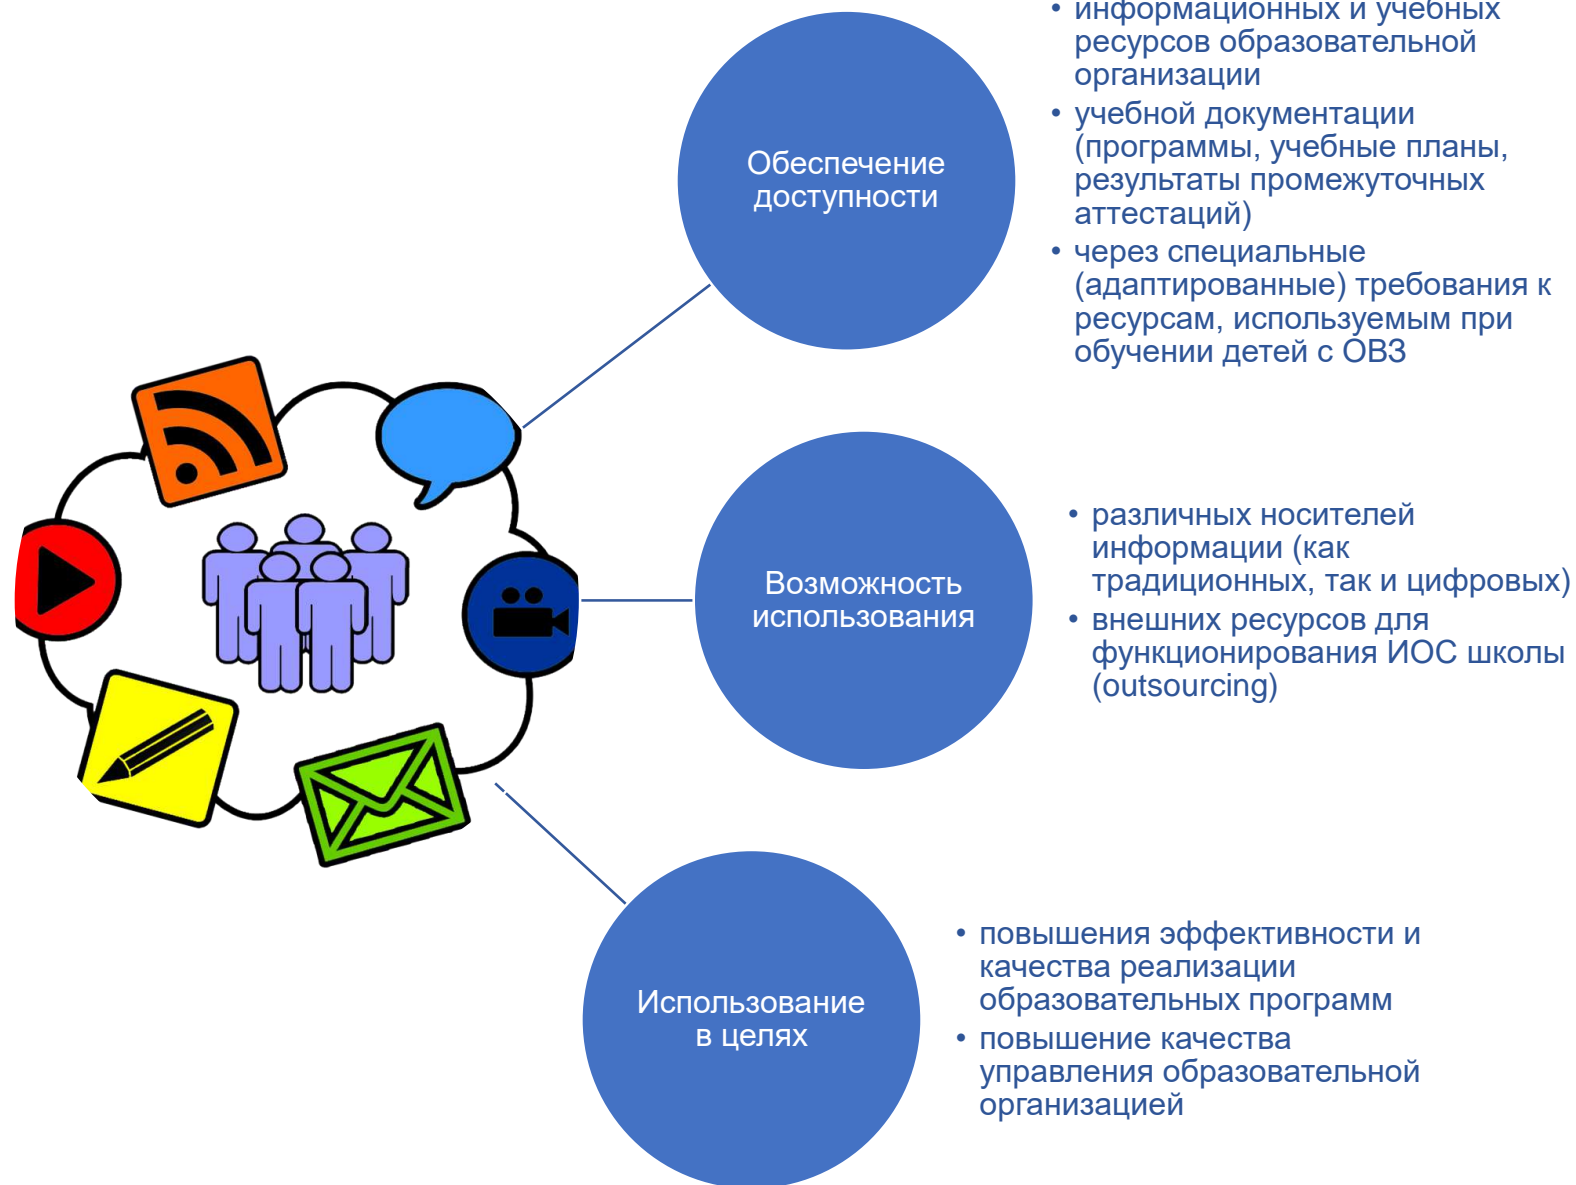 Обеспечение
доступности
• информационных и учебных
ресурсов образовательной
организации
• учебной документации
(программы, учебные планы,
результаты промежуточных
аттестаций)
• через специальные
(адаптированные) требования к
ресурсам, используемым при
обучении детей с ОВЗ
Возможность
использования
• различных носителей
информации (как
традиционных, так и цифровых)
• внешних ресурсов для
функционирования ИОС школы
(outsourcing)
Использование
в целях
• повышения эффективности и
качества реализации
образовательных программ
• повышение качества
управления образовательной
организацией